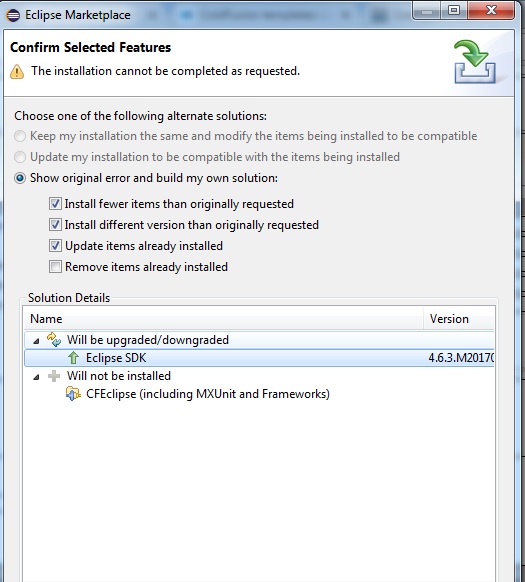 Eclipse Marketplace
Confirm Selected Features
The installation cannot be completed as requested.
Choose one of the following alternate solutions:
Keep my installation the same and modify the items being installed to be compatible
Update my installation to be compatible with the items being installed
Show original error and build my own solution:
Install fewer items than originally requested
Install different version than originally requested
Update items already installed
Remove items already installed
Solution Details
Name Version
Will be upgraded/downgraded
Eclipse SDK 4.6.3.M2017
Will not be installed
CFEclipse (including MXUnit and Frameworks)